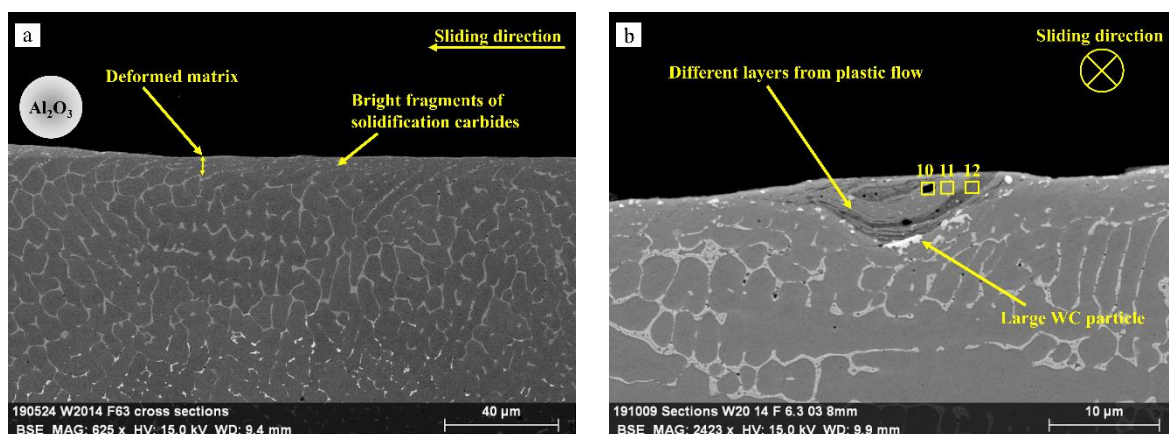 a
Sliding direction
Deformed matrix
Al₂O₃
Bright fragments of
solidification carbides
190524 W2014 F63 cross sections
BSE MAG: 625 x HV: 15.0 kV WD: 9.4 mm
40 µm
b
Sliding direction
Different layers from plastic flow
10 11 12
Large WC particle
191009 Sections W20 14 F 6.3 03 8mm
BSE MAG: 2423 x HV: 15.0 kV WD: 9.9 mm
10 µm